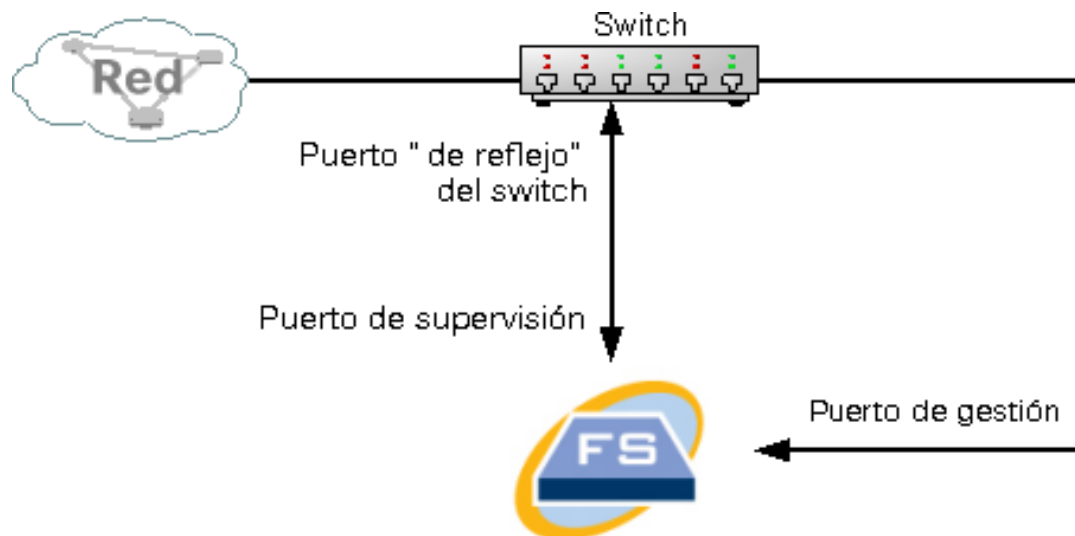 Switch
Red
Puerto " de reflejo"
del switch
Puerto de supervisión
Puerto de gestión
FS